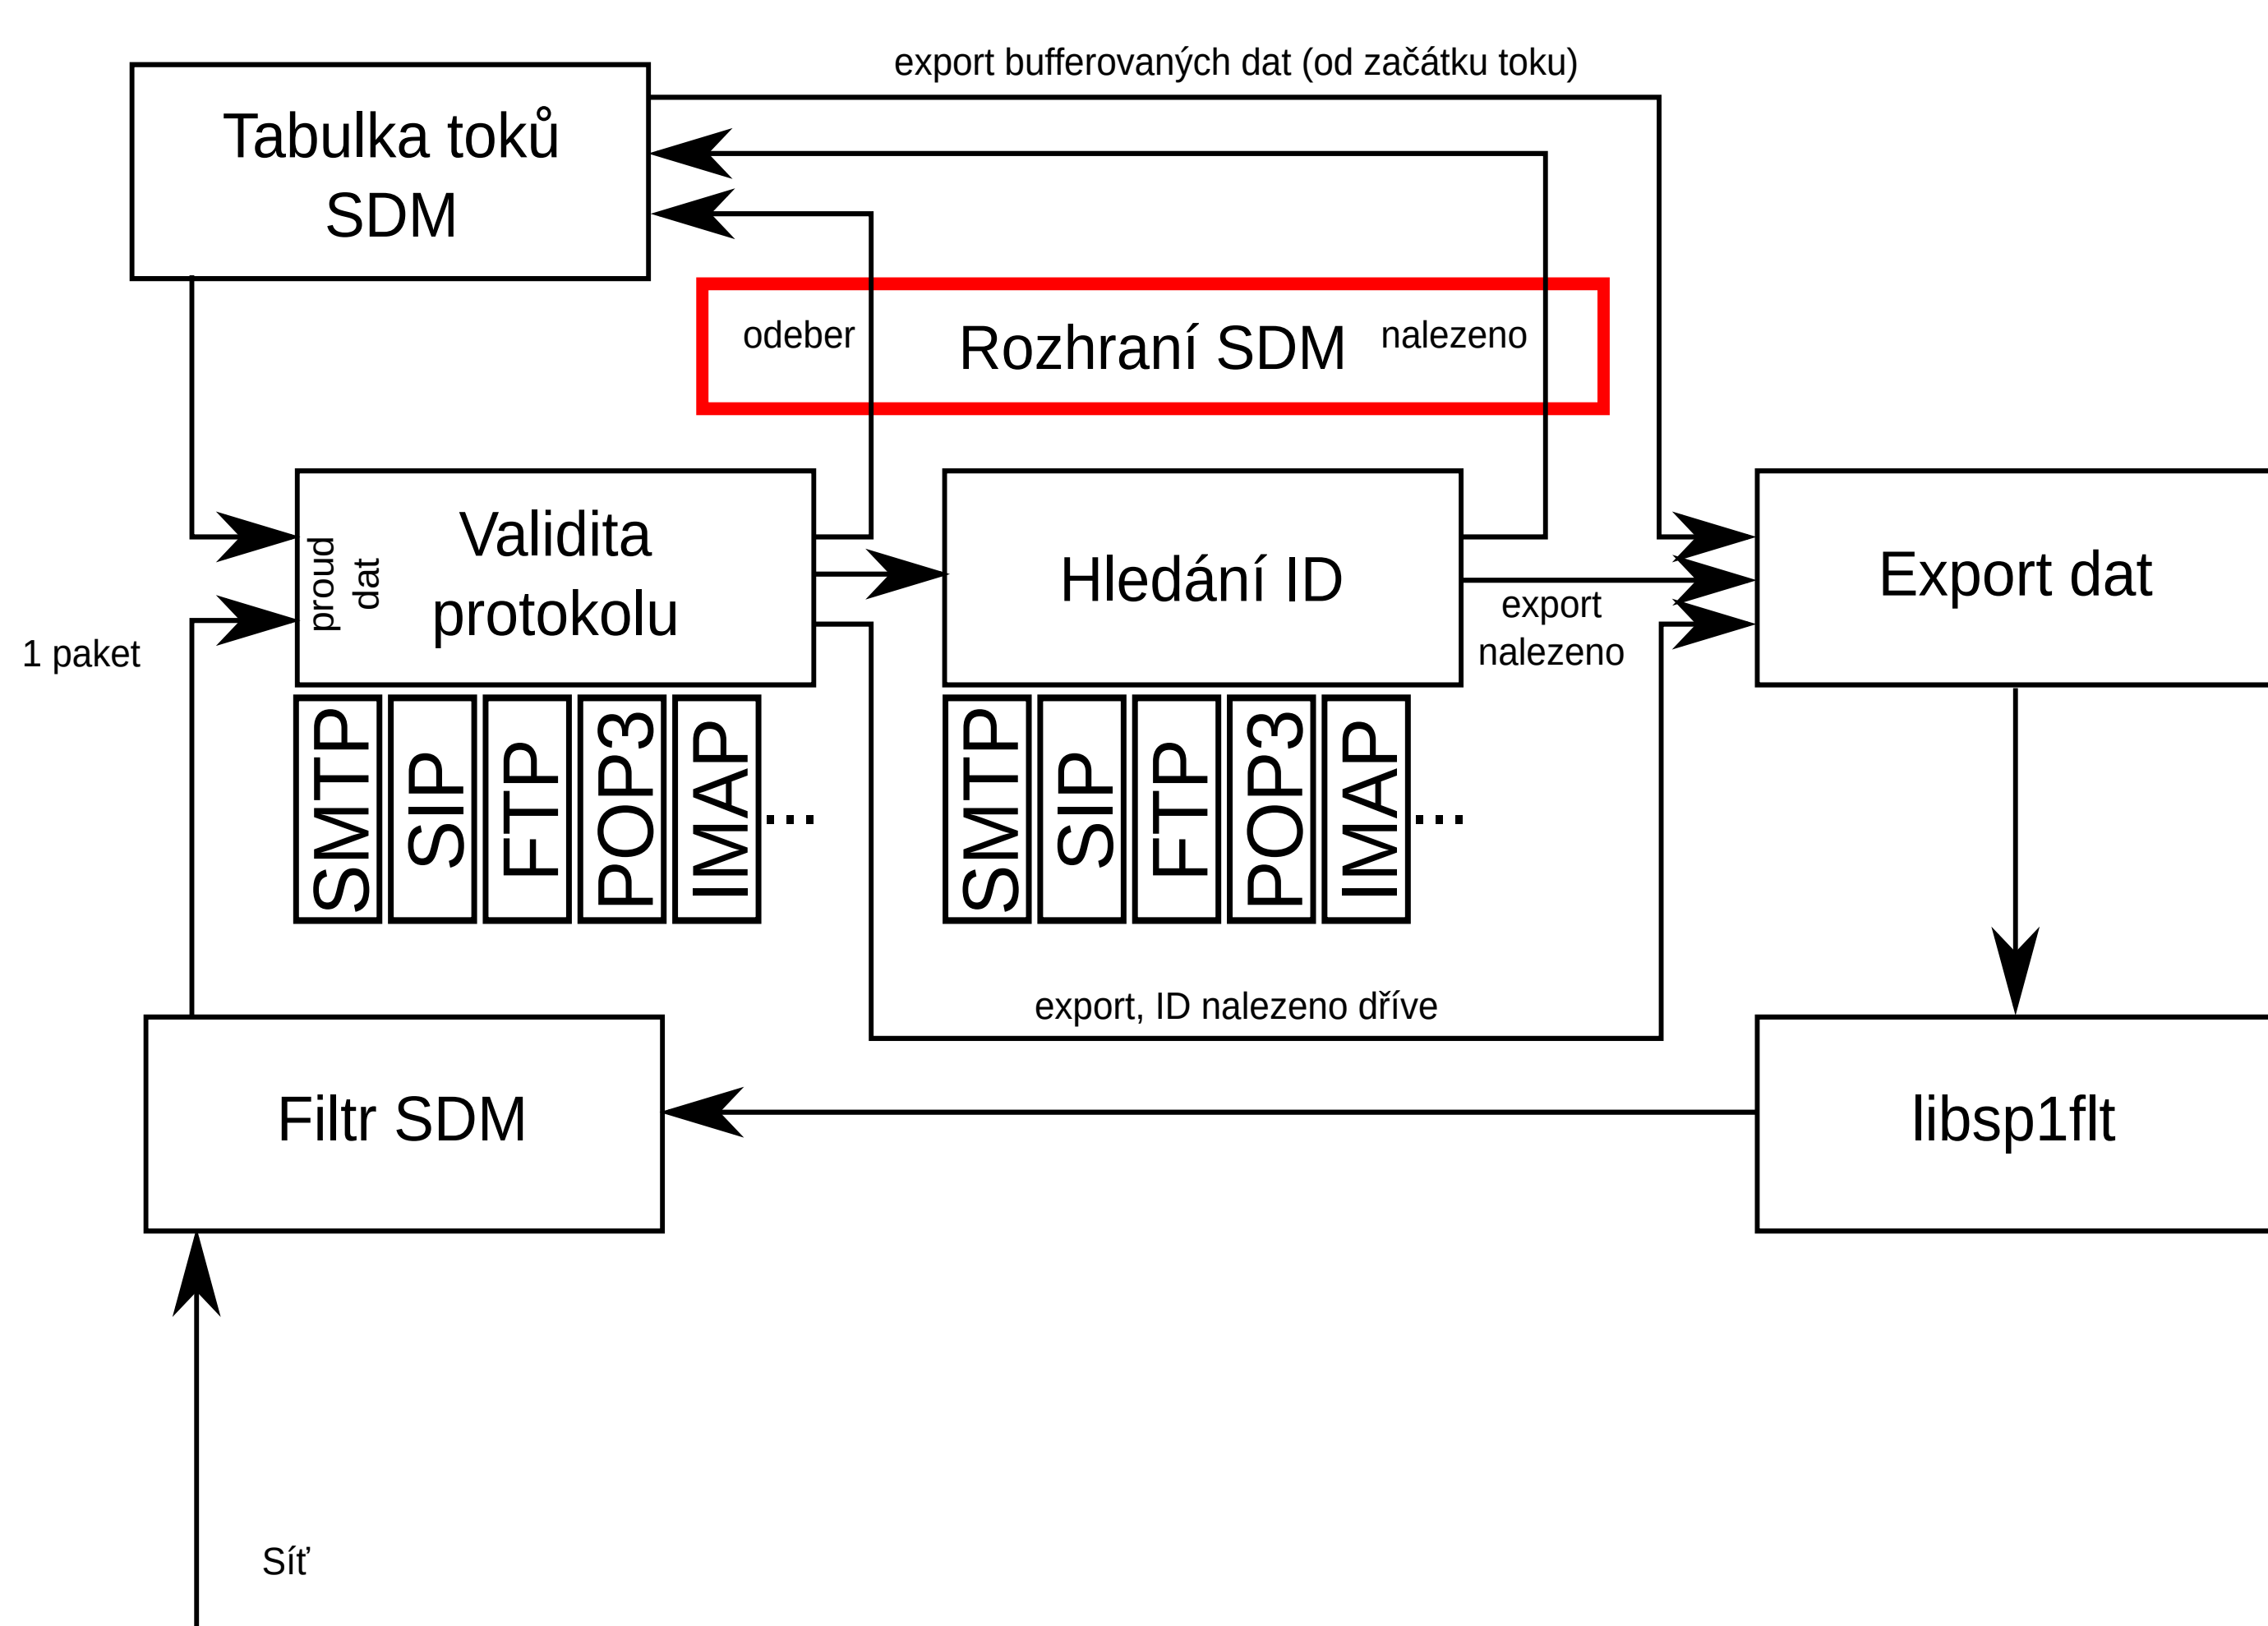 export bufferovaných dat (od začátku toku)
Tabulka toků
SDM
odeber
Rozhraní SDM
nalezeno
proud
dat
Validita
protokolu
Hledání ID
export
nalezeno
Export dat
1 paket
SMTP
SIP
FTP
POP3
IMAP
...
SMTP
SIP
FTP
POP3
IMAP
...
export, ID nalezeno dříve
Filtr SDM
libsp1flt
Síť